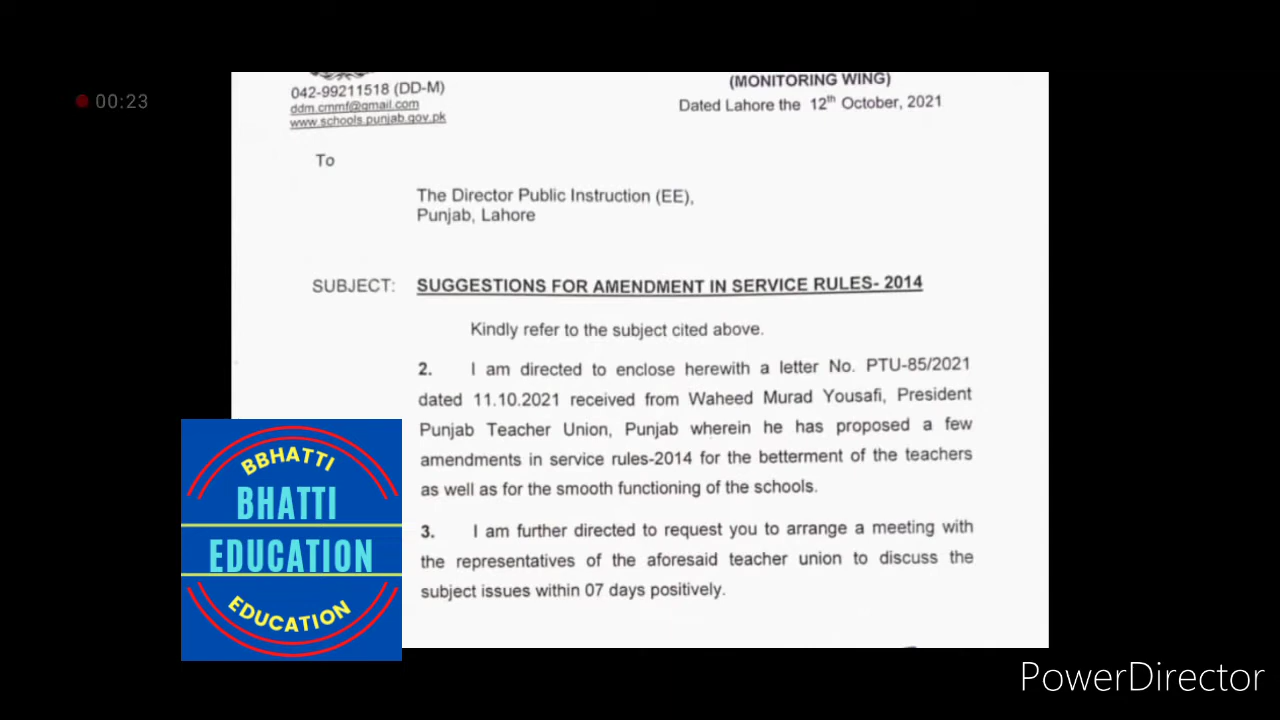 00:23
042-99211518 (DD-M)
ddm.cmmf@gmail.com
www.schools.punjab.gov.pk
(MONITORING WING)
Dated Lahore the 12th October, 2021
To
The Director Public Instruction (EE),
Punjab, Lahore
SUBJECT: SUGGESTIONS FOR AMENDMENT IN SERVICE RULES- 2014
Kindly refer to the subject cited above.
2. I am directed to enclose herewith a letter No. PTU-85/2021
dated 11.10.2021 received from Waheed Murad Yousafi, President
Punjab Teacher Union, Punjab wherein he has proposed a few
amendments in service rules-2014 for the betterment of the teachers
as well as for the smooth functioning of the schools.
3. I am further directed to request you to arrange a meeting with
the representatives of the aforesaid teacher union to discuss the
subject issues within 07 days positively.
BBHATTI
BHATTI
EDUCATION
EDUCATION
PowerDirector